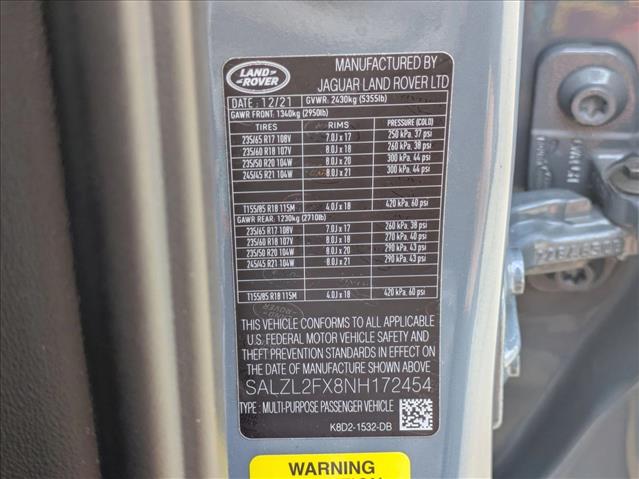 LAND ROVER
MANUFACTURED BY
JAGUAR LAND ROVER LTD
DATE : 12/21 GVWR: 2430kg (5355lb)
GAWR FRONT: 1340kg (2950lb)
TIRES RIMS PRESSURE (COLD)
235/65 R17 108V 7.0J x 17 250 kPa, 37 psi
235/60 R18 107V 8.0J x 18 260 kPa, 38 psi
235/50 R20 104W 8.0J x 20 300 kPa, 44 psi
245/45 R21 104W 8.0J x 21 300 kPa, 44 psi
T155/85 R18 115M 4.0J x 18 420 kPa, 60 psi
GAWR REAR: 1230kg (2710lb)
235/65 R17 108V 7.0J x 17 260 kPa, 38 psi
235/60 R18 107V 8.0J x 18 270 kPa, 40 psi
235/50 R20 104W 8.0J x 20 290 kPa, 43 psi
245/45 R21 104W 8.0J x 21 290 kPa, 43 psi
T155/85 R18 115M 4.0J x 18 420 kPa, 60 psi
THIS VEHICLE CONFORMS TO ALL APPLICABLE
U.S. FEDERAL MOTOR VEHICLE SAFETY AND
THEFT PREVENTION STANDARDS IN EFFECT ON
THE DATE OF MANUFACTURE SHOWN ABOVE.
SALZL2FX8NH172454
TYPE : MULTI-PURPOSE PASSENGER VEHICLE
K8D2-1532-DB
WARNING